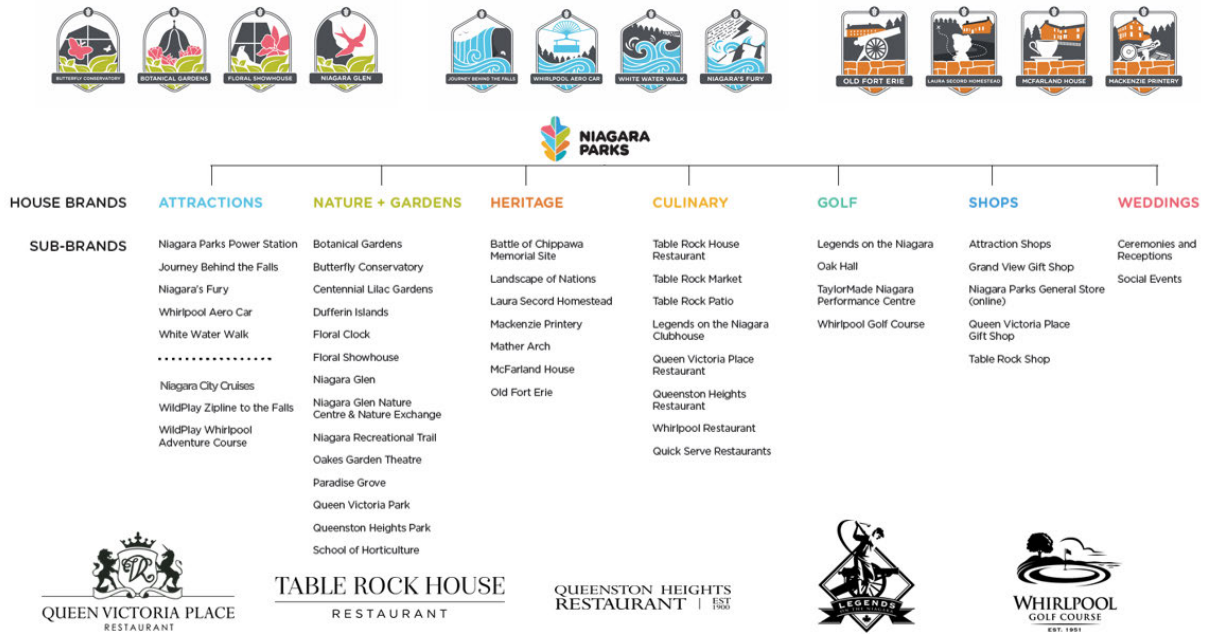 BUTTERFLY CONSERVATORY
BOTANICAL GARDENS
FLORAL SHOWHOUSE
NIAGARA GLEN
JOURNEY BEHIND THE FALLS
WHIRLPOOL AERO CAR
WHITE WATER WALK
NIAGARA'S FURY
OLD FORT ERIE
LAURA SECORD HOMESTEAD
MCFARLAND HOUSE
MACKENZIE PRINTERY
NIAGARA
PARKS
HOUSE BRANDS
SUB-BRANDS
ATTRACTIONS
Niagara Parks Power Station
Journey Behind the Falls
Niagara's Fury
Whirlpool Aero Car
White Water Walk
Niagara City Cruises
WildPlay Zipline to the Falls
WildPlay Whirlpool
Adventure Course
NATURE + GARDENS
Botanical Gardens
Butterfly Conservatory
Centennial Lilac Gardens
Dufferin Islands
Floral Clock
Floral Showhouse
Niagara Glen
Niagara Glen Nature
Centre & Nature Exchange
Niagara Recreational Trail
Oakes Garden Theatre
Paradise Grove
Queen Victoria Park
Queenston Heights Park
School of Horticulture
HERITAGE
Battle of Chippawa
Memorial Site
Landscape of Nations
Laura Secord Homestead
Mackenzie Printery
Mather Arch
McFarland House
Old Fort Erie
CULINARY
Table Rock House
Restaurant
Table Rock Market
Table Rock Patio
Legends on the Niagara
Clubhouse
Queen Victoria Place
Restaurant
Queenston Heights
Restaurant
Whirlpool Restaurant
Quick Serve Restaurants
GOLF
Legends on the Niagara
Oak Hall
TaylorMade Niagara
Performance Centre
Whirlpool Golf Course
SHOPS
Attraction Shops
Grand View Gift Shop
Niagara Parks General Store
(online)
Queen Victoria Place
Gift Shop
Table Rock Shop
WEDDINGS
Ceremonies and
Receptions
Social Events
VR
QUEEN VICTORIA PLACE
RESTAURANT
TABLE ROCK HOUSE
RESTAURANT
QUEENSTON HEIGHTS
RESTAURANT | EST 1900
LEGENDS
ON THE NIAGARA
WHIRLPOOL
GOLF COURSE
EST. 1951